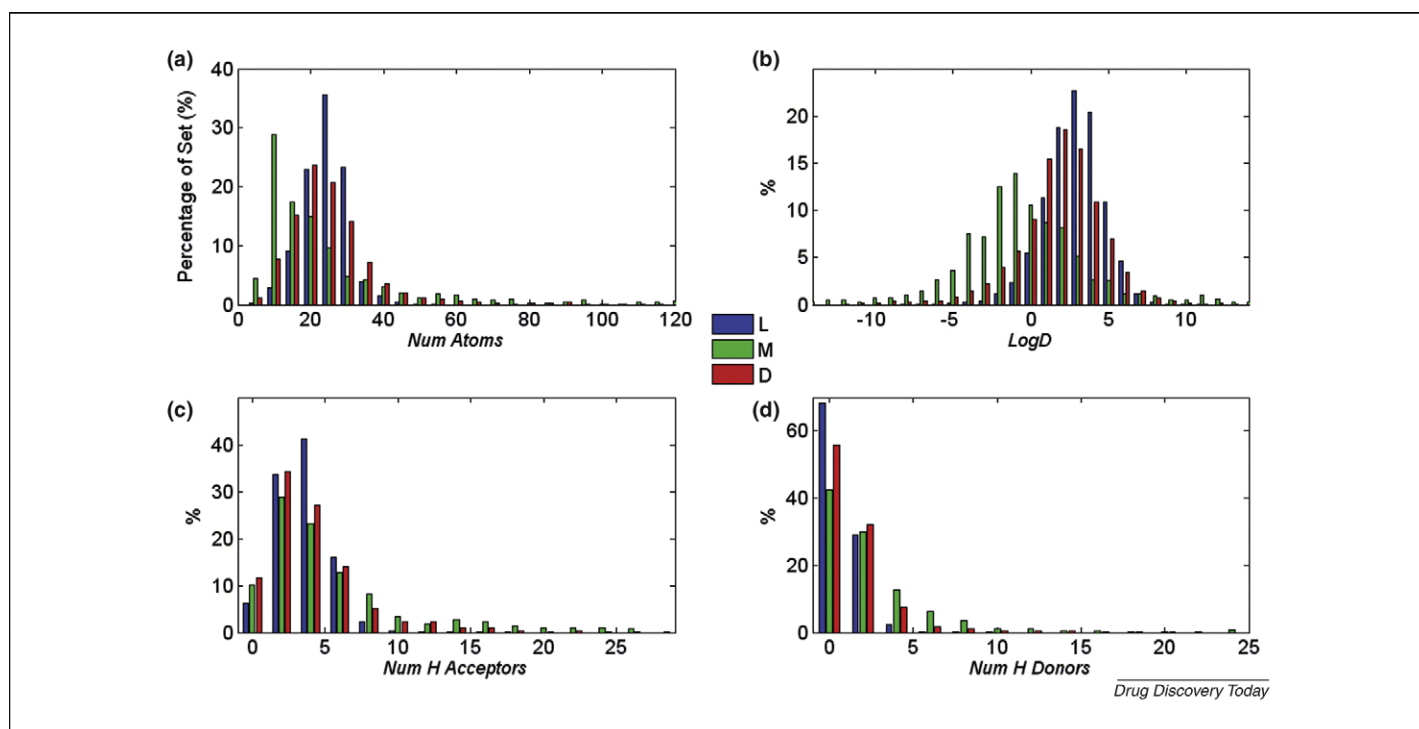 (a)
(b)
40
30
20
10
0
Percentage of Set (%)
0 20 40 60 80 100 120
Num Atoms
20
15
10
5
0
%
-10 -5 0 5 10
LogD
L
M
D
(c)
(d)
40
30
20
10
0
%
0 5 10 15 20 25
Num H Acceptors
60
40
20
0
%
0 5 10 15 20 25
Num H Donors
Drug Discovery Today